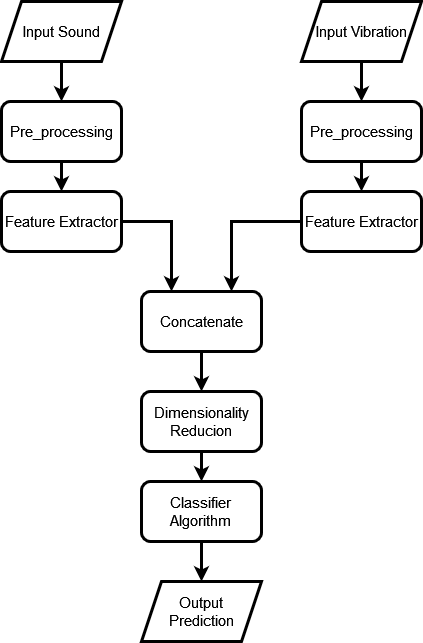 Input Sound
Input Vibration
Pre_processing
Pre_processing
Feature Extractor
Feature Extractor
Concatenate
Dimensionality
Reducion
Classifier
Algorithm
Output
Prediction